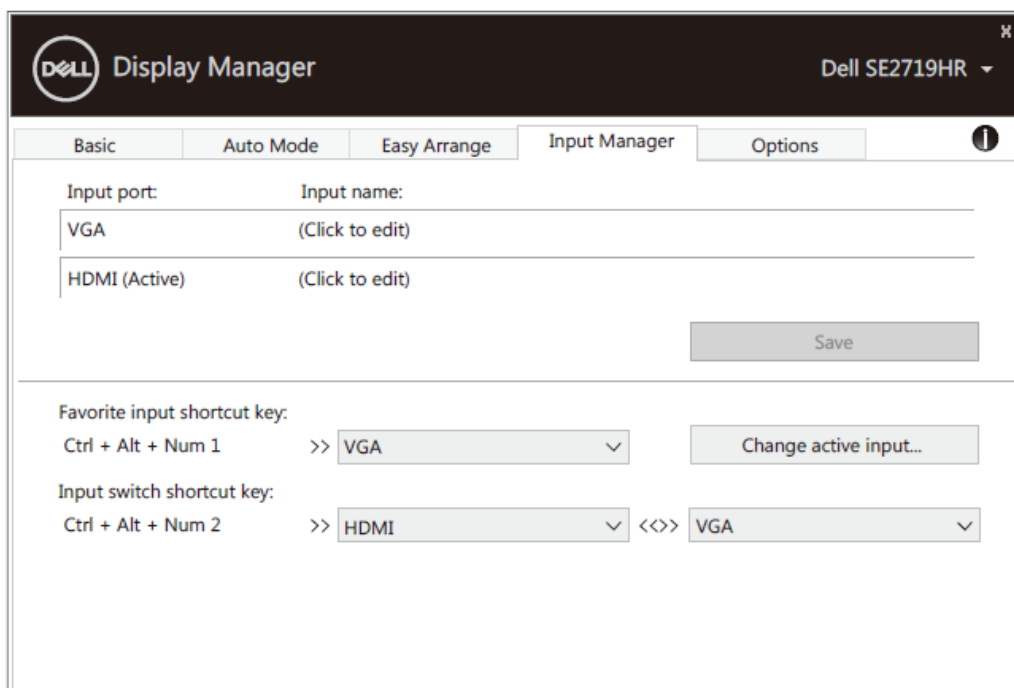 DELL Display Manager Dell SE2719HR
Basic Auto Mode Easy Arrange Input Manager Options
Input port: Input name:
VGA (Click to edit)
HDMI (Active) (Click to edit)
Save
Favorite input shortcut key:
Ctrl + Alt + Num 1 >> VGA Change active input...
Input switch shortcut key:
Ctrl + Alt + Num 2 >> HDMI <<>> VGA